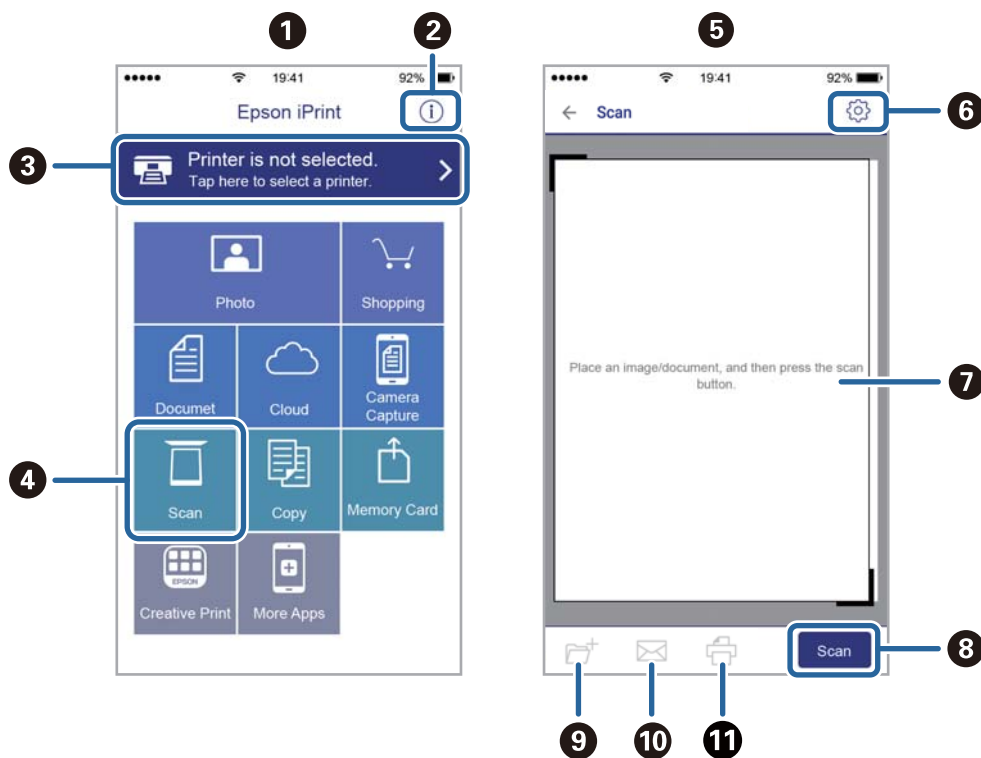 1
2
5
19:41
92%
19:41
92%
Epson iPrint
Scan
6
3
Printer is not selected.
Tap here to select a printer.
Photo
Shopping
Place an image/document, and then press the scan
button.
7
Documet
Cloud
Camera
Capture
4
Scan
Copy
Memory Card
EPSON
Creative Print
More Apps
Scan
8
9
10
11